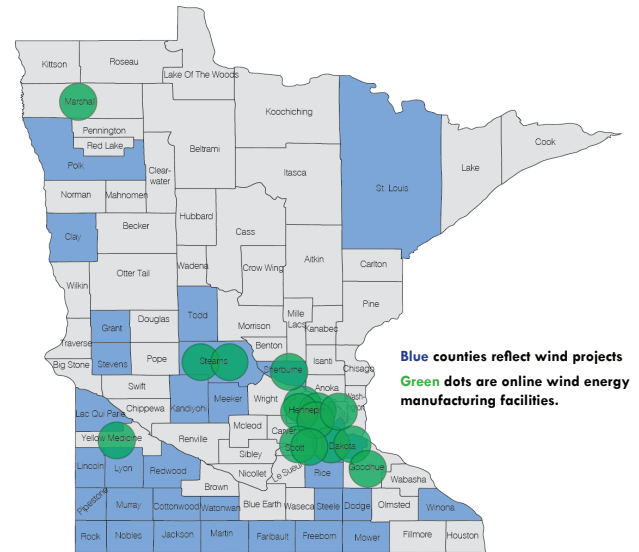 Kittson
Roseau
Lake Of The Woods
Marshall
Koochiching
Pennington
Red Lake
Polk
Clear-
water
Beltrami
Itasca
St. Louis
Lake
Cook
Norman
Mahnomen
Hubbard
Cass
Clay
Becker
Aitkin
Carlton
Wadena
Crow Wing
Wilkin
Otter Tail
Pine
Todd
Mille
Lacs
Kanabec
Grant
Douglas
Morrison
Traverse
Benton
Big Stone
Stevens
Pope
Stearns
Sherburne
Isanti
Chisago
Blue counties reflect wind projects
Green dots are online wind energy
manufacturing facilities.
Swift
Anoka
Kandiyohi
Meeker
Wright
Lac Qui Parle
Chippewa
Hennep
Mcleod
Yellow Medicine
Renville
Scott
Dakota
Sibley
Lincoln
Lyon
Redwood
Nicollet
Le Sueur
Rice
Goodhue
Wabasha
Brown
Pipestone
Murray
Cottonwood
Watonwan
Blue Earth
Waseca
Steele
Dodge
Olmsted
Winona
Rock
Nobles
Jackson
Martin
Faribault
Freeborn
Mower
Fillmore
Houston